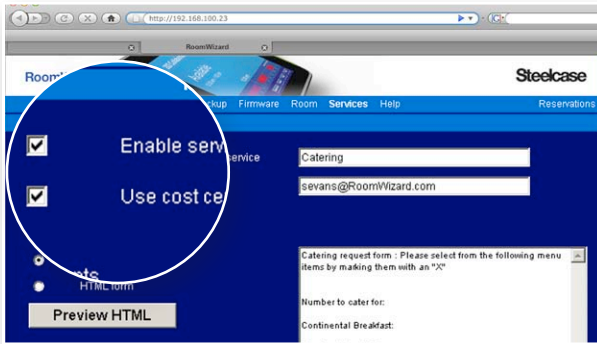 http://192.168.100.23
RoomWizard
Room
Steelcase
kup Firmware Room Services Help Reservations
Enable serv
service
Catering
Use cost ce
sevans@RoomWizard.com
Catering request form : Please select from the following menu
items by making them with an "X"
HTML form
Number to cater for:
Preview HTML
Continental Breakfast: